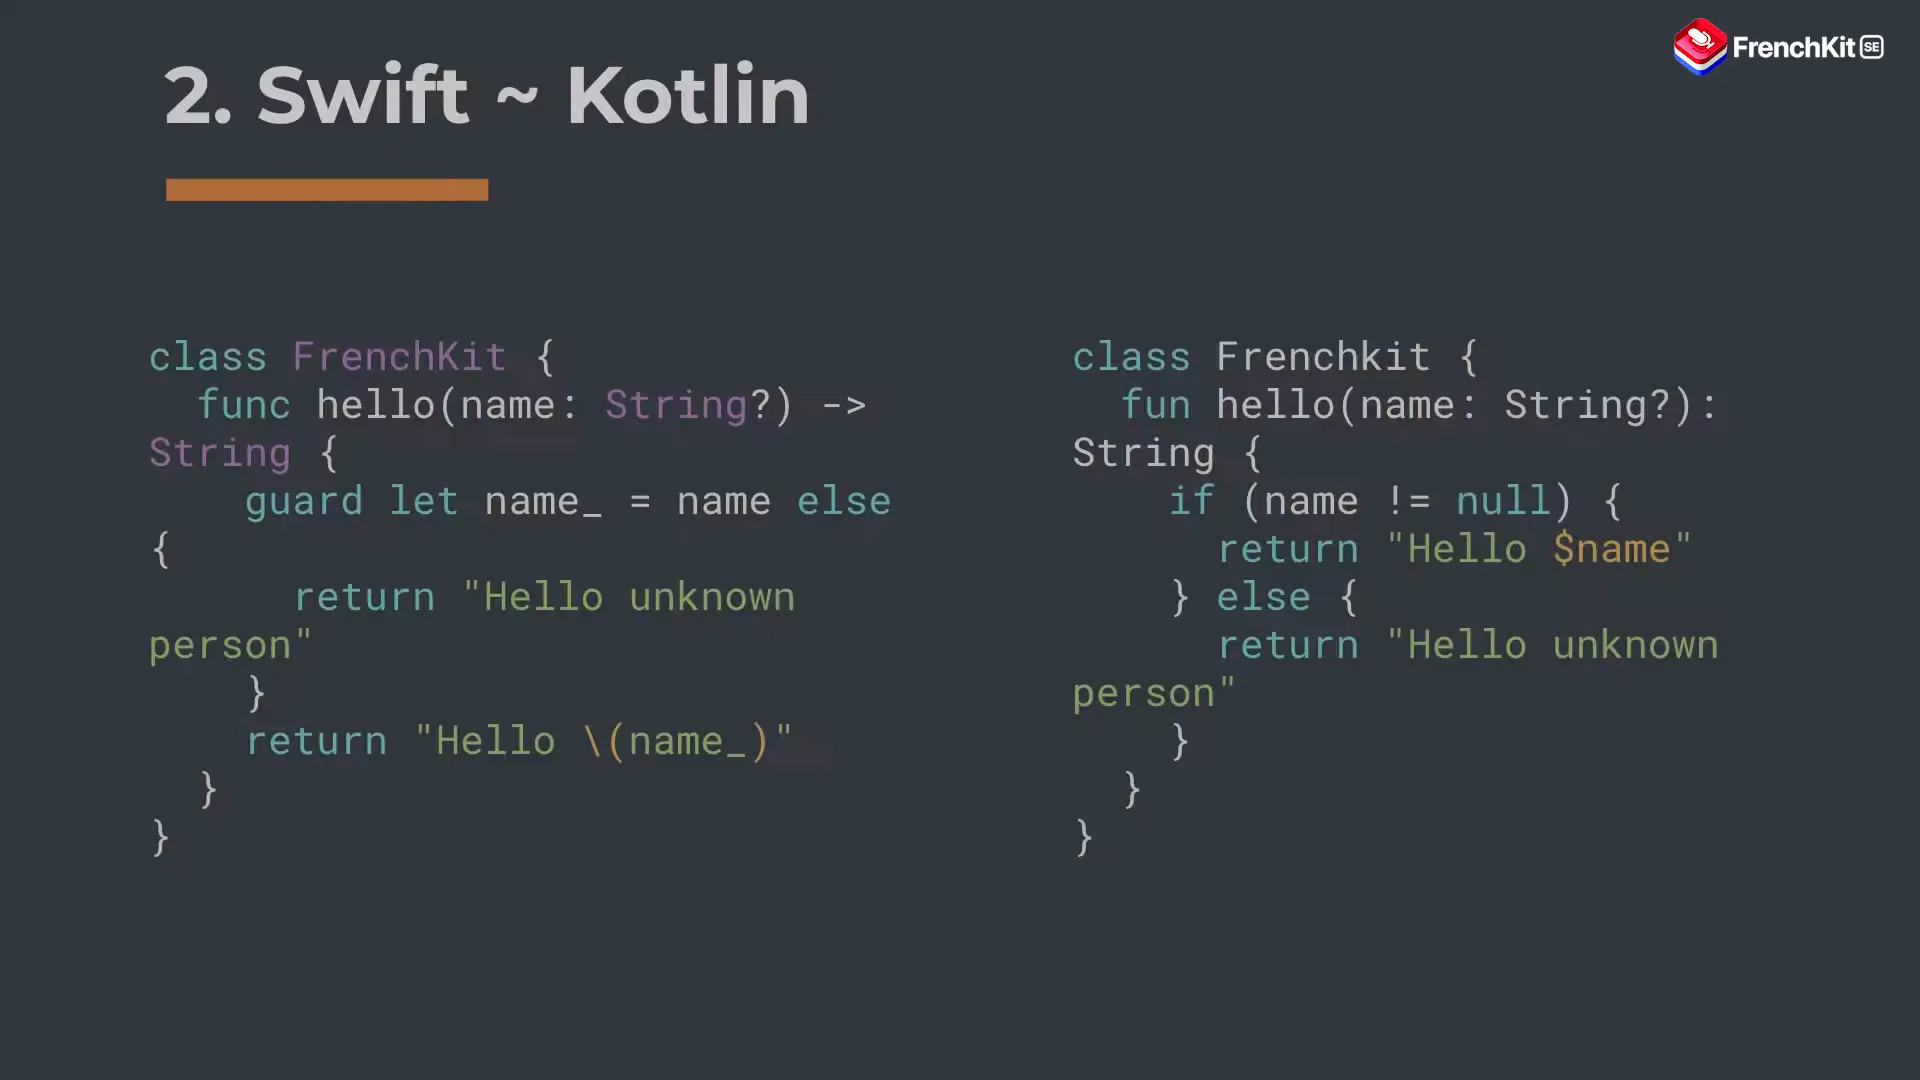 2. Swift ~ Kotlin
FrenchKit SE
class FrenchKit {
  func hello(name: String?) ->
String {
    guard let name_ = name else
{
      return "Hello unknown
person"
    }
    return "Hello \(name_)"
  }
}
class Frenchkit {
  fun hello(name: String?):
String {
    if (name != null) {
      return "Hello $name"
    } else {
      return "Hello unknown
person"
    }
  }
}